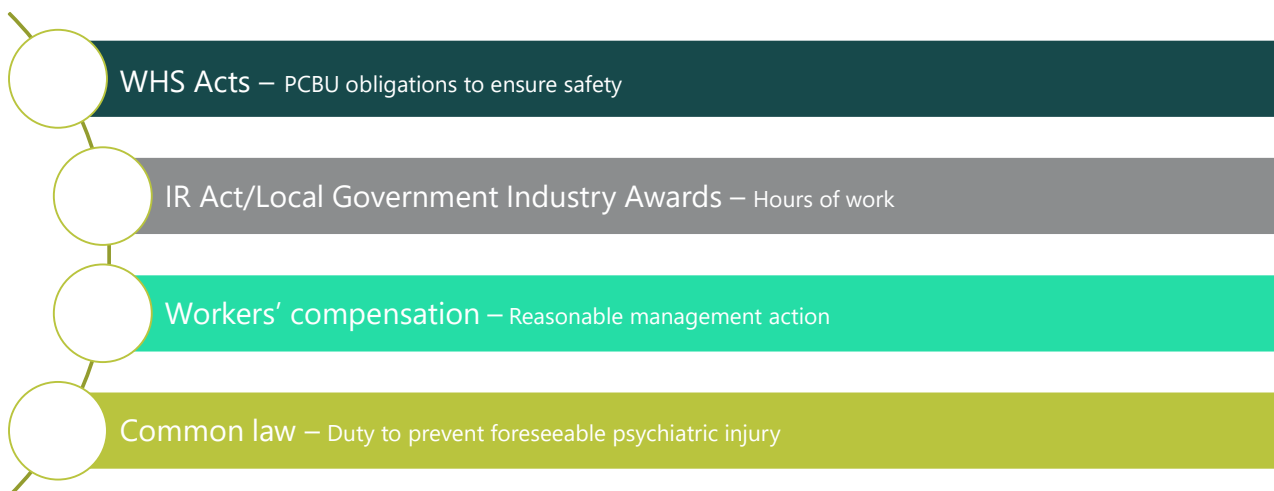 WHS Acts – PCBU obligations to ensure safety
IR Act/Local Government Industry Awards – Hours of work
Workers’ compensation – Reasonable management action
Common law – Duty to prevent foreseeable psychiatric injury